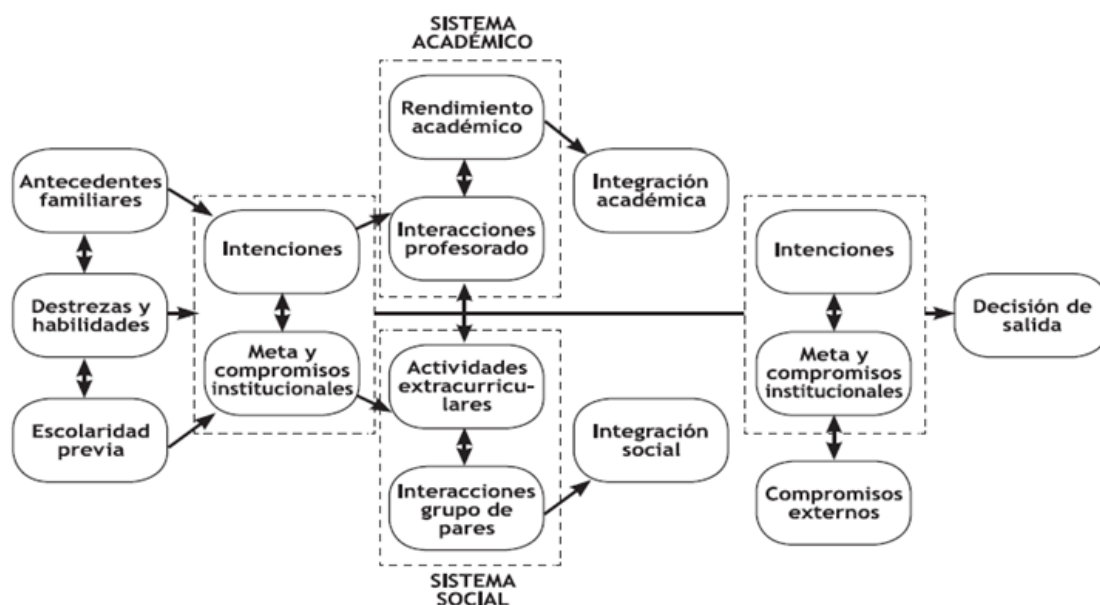 SISTEMA
ACADÉMICO
Rendimiento
académico
Antecedentes
familiares
Integración
académica
Intenciones
Interacciones
profesorado
Intenciones
Destrezas y
habilidades
Decisión de
salida
Meta y
compromisos
institucionales
Actividades
extracurricu-
lares
Meta y
compromisos
institucionales
Escolaridad
previa
Integración
social
Interacciones
grupo de
pares
Compromisos
externos
SISTEMA
SOCIAL